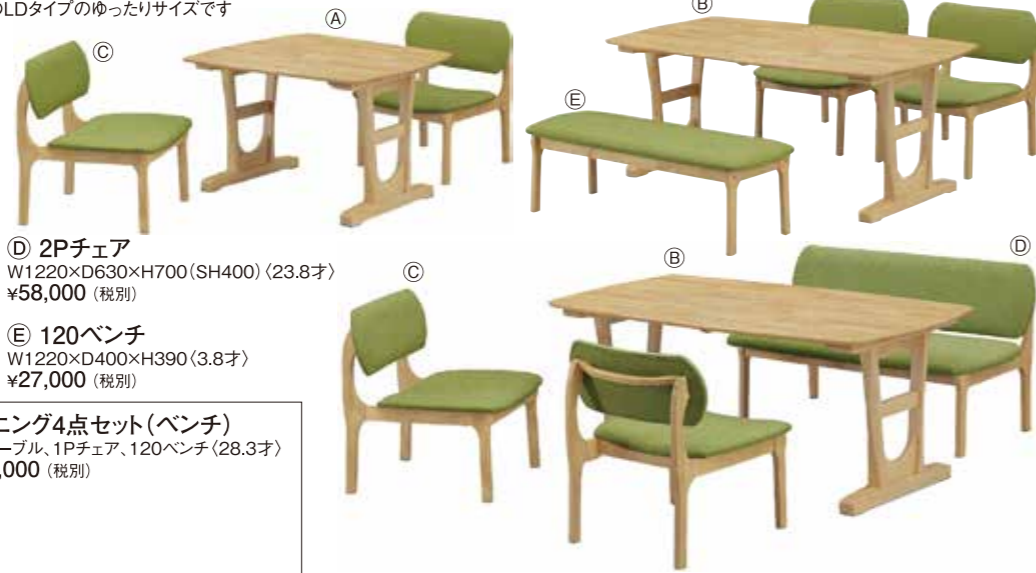 LDタイプのゆったりサイズです
Ⓐ
Ⓒ
Ⓑ
Ⓔ
Ⓓ 2Pチェア
W1220×D630×H700(SH400)〈23.8才〉
¥58,000（税別）
Ⓔ 120ベンチ
W1220×D400×H390〈3.8才〉
¥27,000（税別）
ニング4点セット(ベンチ)
ーブル、1Pチェア、120ベンチ〈28.3才〉
,000（税別）
Ⓒ
Ⓑ
Ⓓ